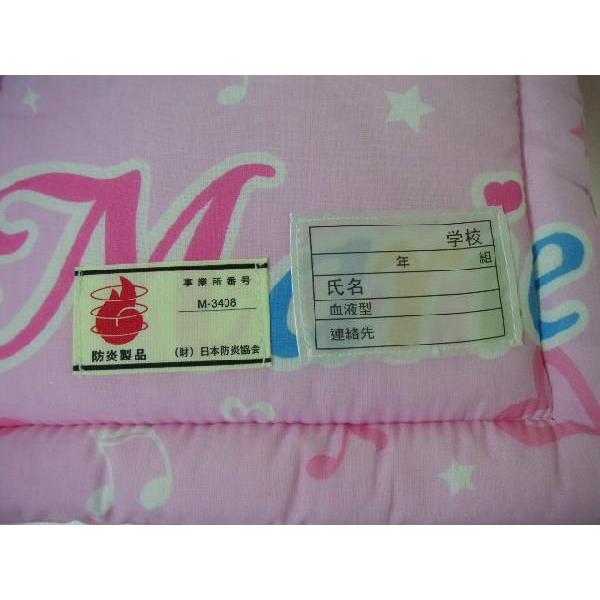 事業所番号
M-3408
防炎製品
(財)日本防炎協会
学校
年 組
氏名
血液型
連絡先